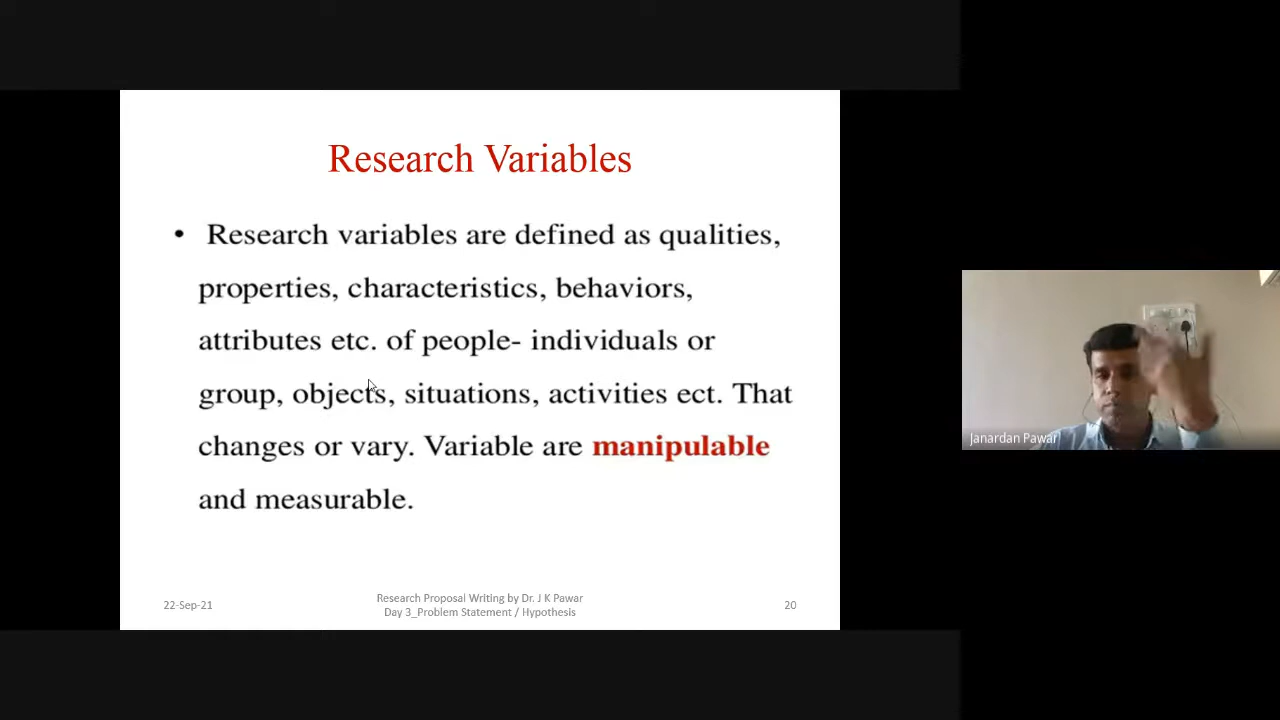 Research Variables
• Research variables are defined as qualities,
properties, characteristics, behaviors,
attributes etc. of people- individuals or
group, objects, situations, activities ect. That
changes or vary. Variable are manipulable
and measurable.
22-Sep-21
Research Proposal Writing by Dr. J K Pawar
Day 3_Problem Statement / Hypothesis
20
Janardan Pawar